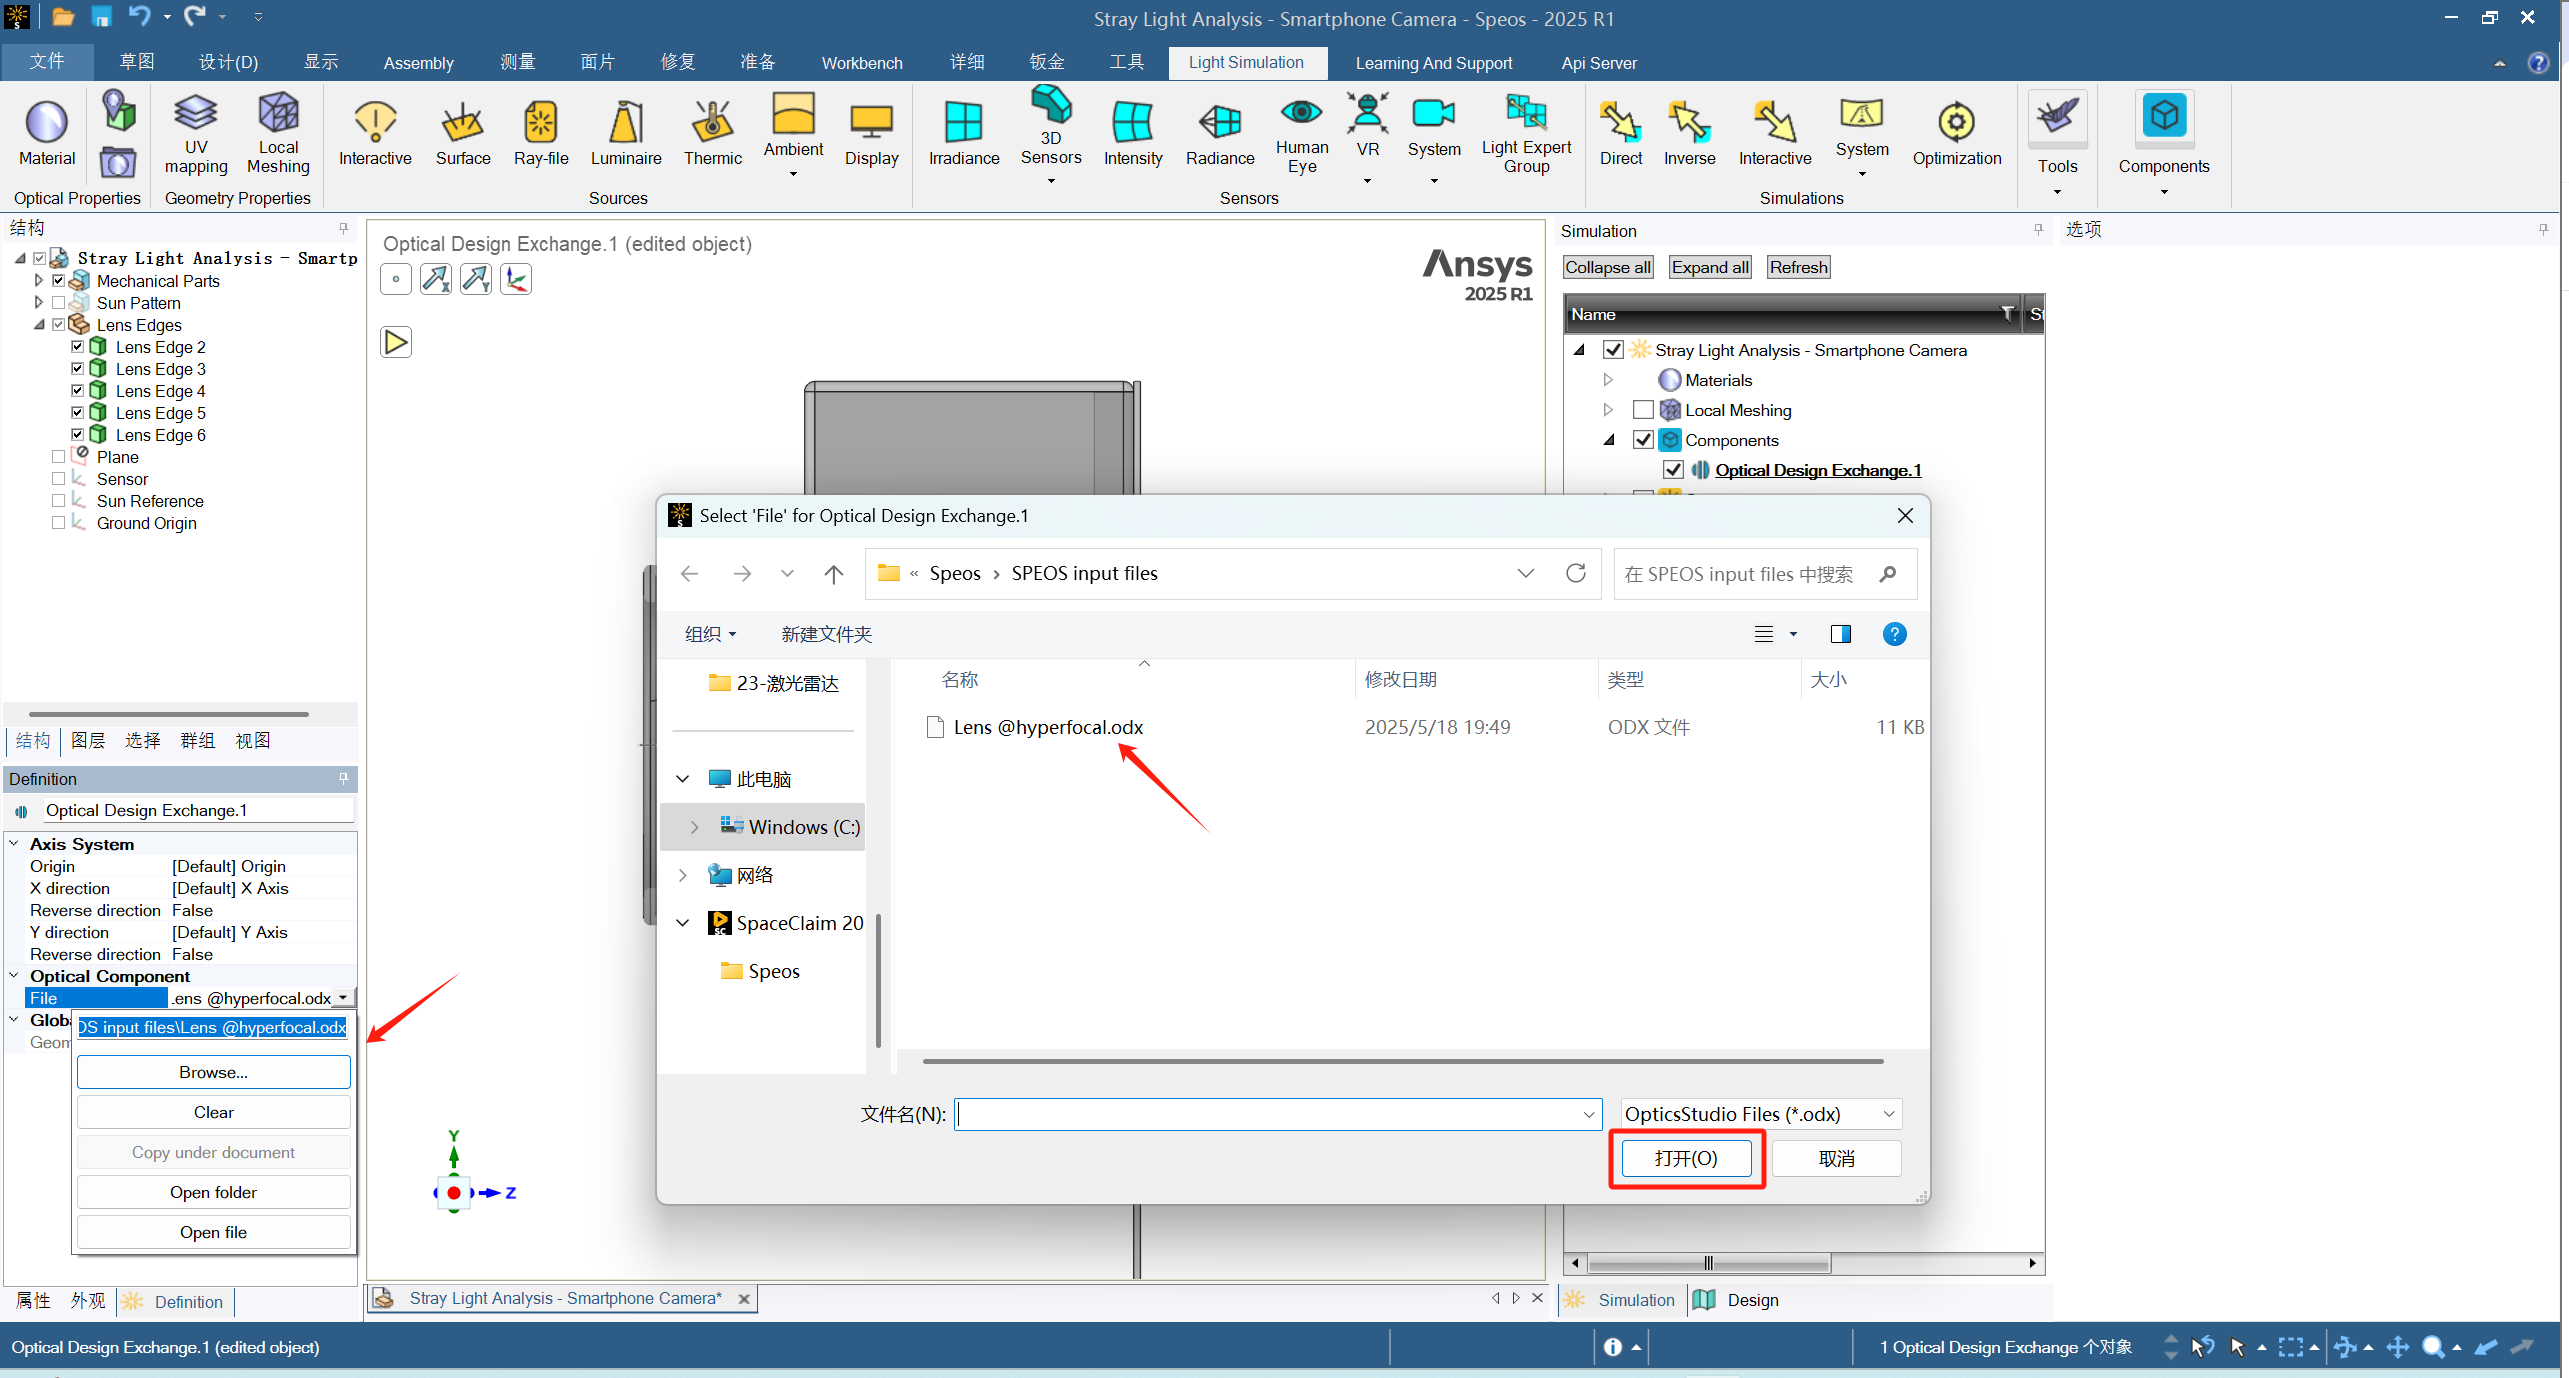 Stray Light Analysis - Smartphone Camera - Speos - 2025 R1
文件 草图 设计(D) 显示 Assembly 测量 面片 修复 准备 Workbench 详细 钣金 工具 Light Simulation Learning And Support Api Server
Material
UV mapping
Local Meshing
Interactive
Surface
Ray-file
Luminaire
Thermic
Ambient
Display
Irradiance
3D Sensors
Intensity
Radiance
Human Eye
VR
System
Light Expert Group
Direct
Inverse
Interactive
System
Optimization
Tools
Components
Optical Properties
Geometry Properties
Sources
Sensors
Simulations
结构
Stray Light Analysis - Smartp
Mechanical Parts
Sun Pattern
Lens Edges
Lens Edge 2
Lens Edge 3
Lens Edge 4
Lens Edge 5
Lens Edge 6
Plane
Sensor
Sun Reference
Ground Origin
结构 图层 选择 群组 视图
Definition
Optical Design Exchange.1
Axis System
Origin [Default] Origin
X direction [Default] X Axis
Reverse direction False
Y direction [Default] Y Axis
Reverse direction False
Optical Component
File .ens @hyperfocal.odx
Globa
OS input files\Lens @hyperfocal.odx
Geom
Browse...
Clear
Copy under document
Open folder
Open file
属性 外观 Definition
Optical Design Exchange.1 (edited object)
X
Y
Ansys
2025 R1
Y
Z
Select 'File' for Optical Design Exchange.1
« Speos › SPEOS input files
在 SPEOS input files 中搜索
组织
新建文件夹
23-激光雷达
此电脑
Windows (C:)
网络
SpaceClaim 20
Speos
名称 修改日期 类型 大小
Lens @hyperfocal.odx 2025/5/18 19:49 ODX 文件 11 KB
文件名(N):
OpticsStudio Files (*.odx)
打开(O)
取消
Stray Light Analysis - Smartphone Camera*
Simulation
Collapse all
Expand all
Refresh
Name St
Stray Light Analysis - Smartphone Camera
Materials
Local Meshing
Components
Optical Design Exchange.1
Simulation
Design
选项
Optical Design Exchange.1 (edited object)
1 Optical Design Exchange 个对象